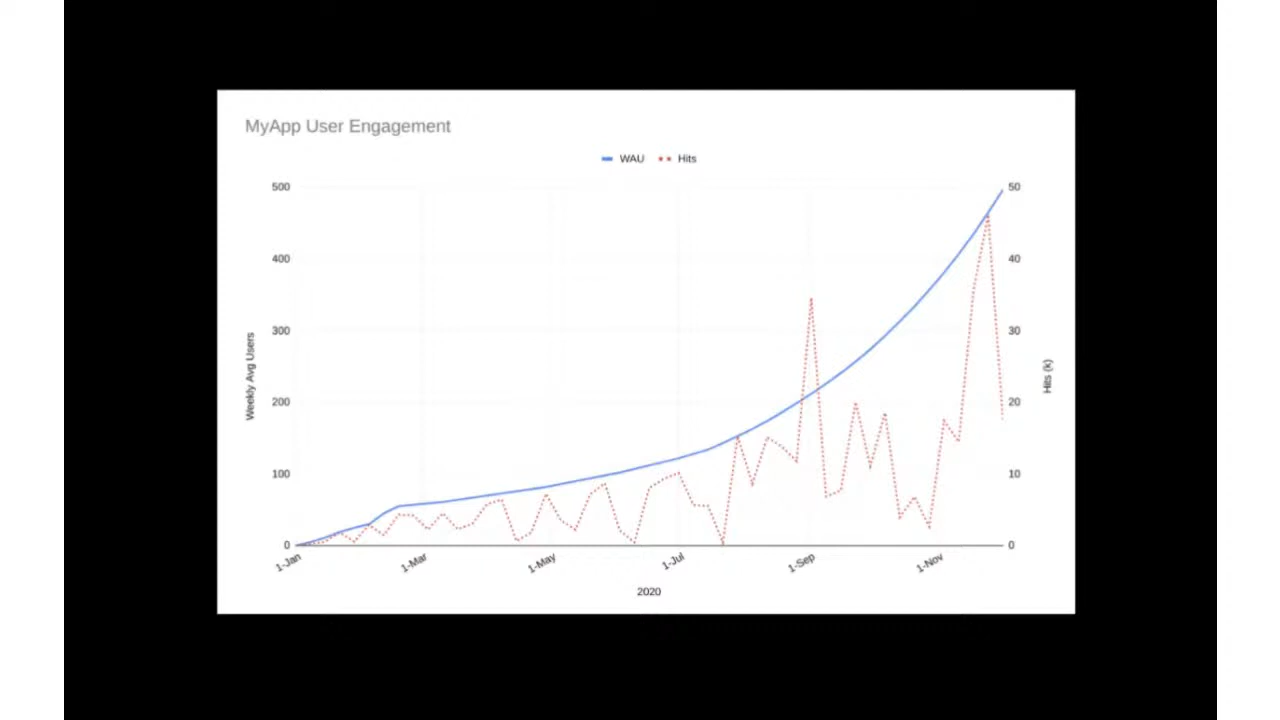 MyApp User Engagement
WAU Hits
500 50
400 40
300 30
200 20
100 10
0 0
Weekly Avg Users
Hits (k)
1-Jan 1-Mar 1-May 1-Jul 1-Sep 1-Nov
2020